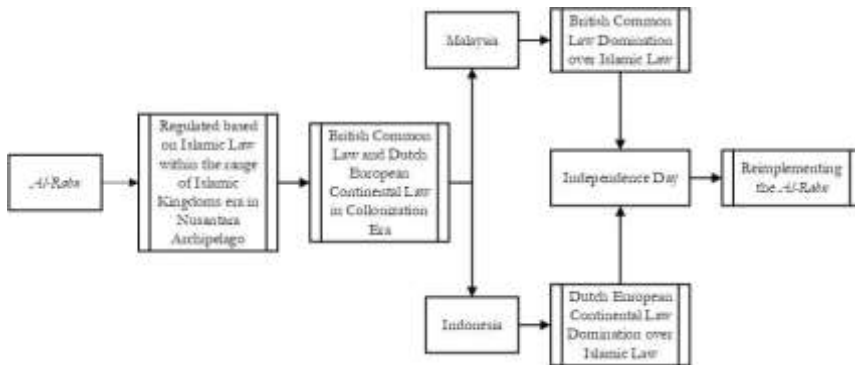 Al-Rahn
Regulated based
on Islamic Law
within the range
of Islamic
Kingdoms era in
Nusantara
Archipelago
British Common
Law and Dutch
European
Continental Law
in Collonization
Era
Malaysia
British Common
Law Domination
over Islamic Law
Independence Day
Reimplementing
the Al-Rahn
Indonesia
Dutch European
Continental Law
Domination over
Islamic Law